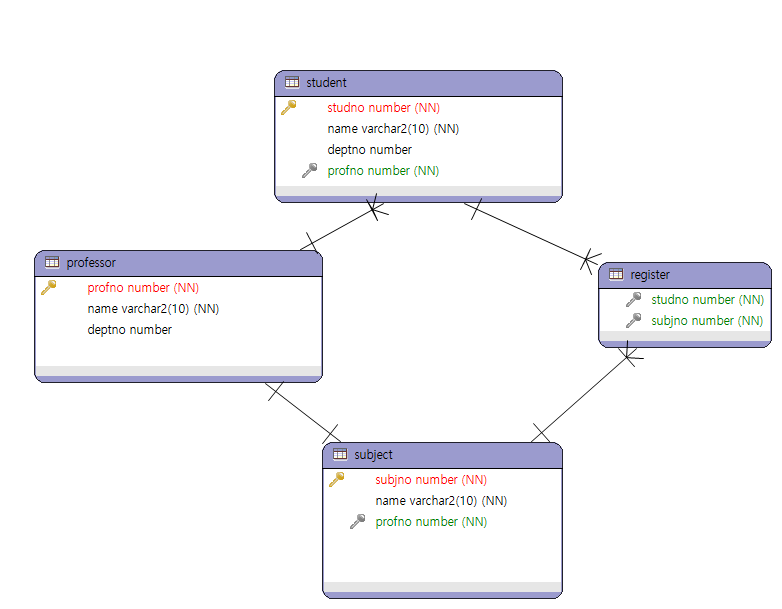 student
studno number (NN)
name varchar2(10) (NN)
deptno number
profno number (NN)
professor
profno number (NN)
name varchar2(10) (NN)
deptno number
register
studno number (NN)
subjno number (NN)
subject
subjno number (NN)
name varchar2(10) (NN)
profno number (NN)